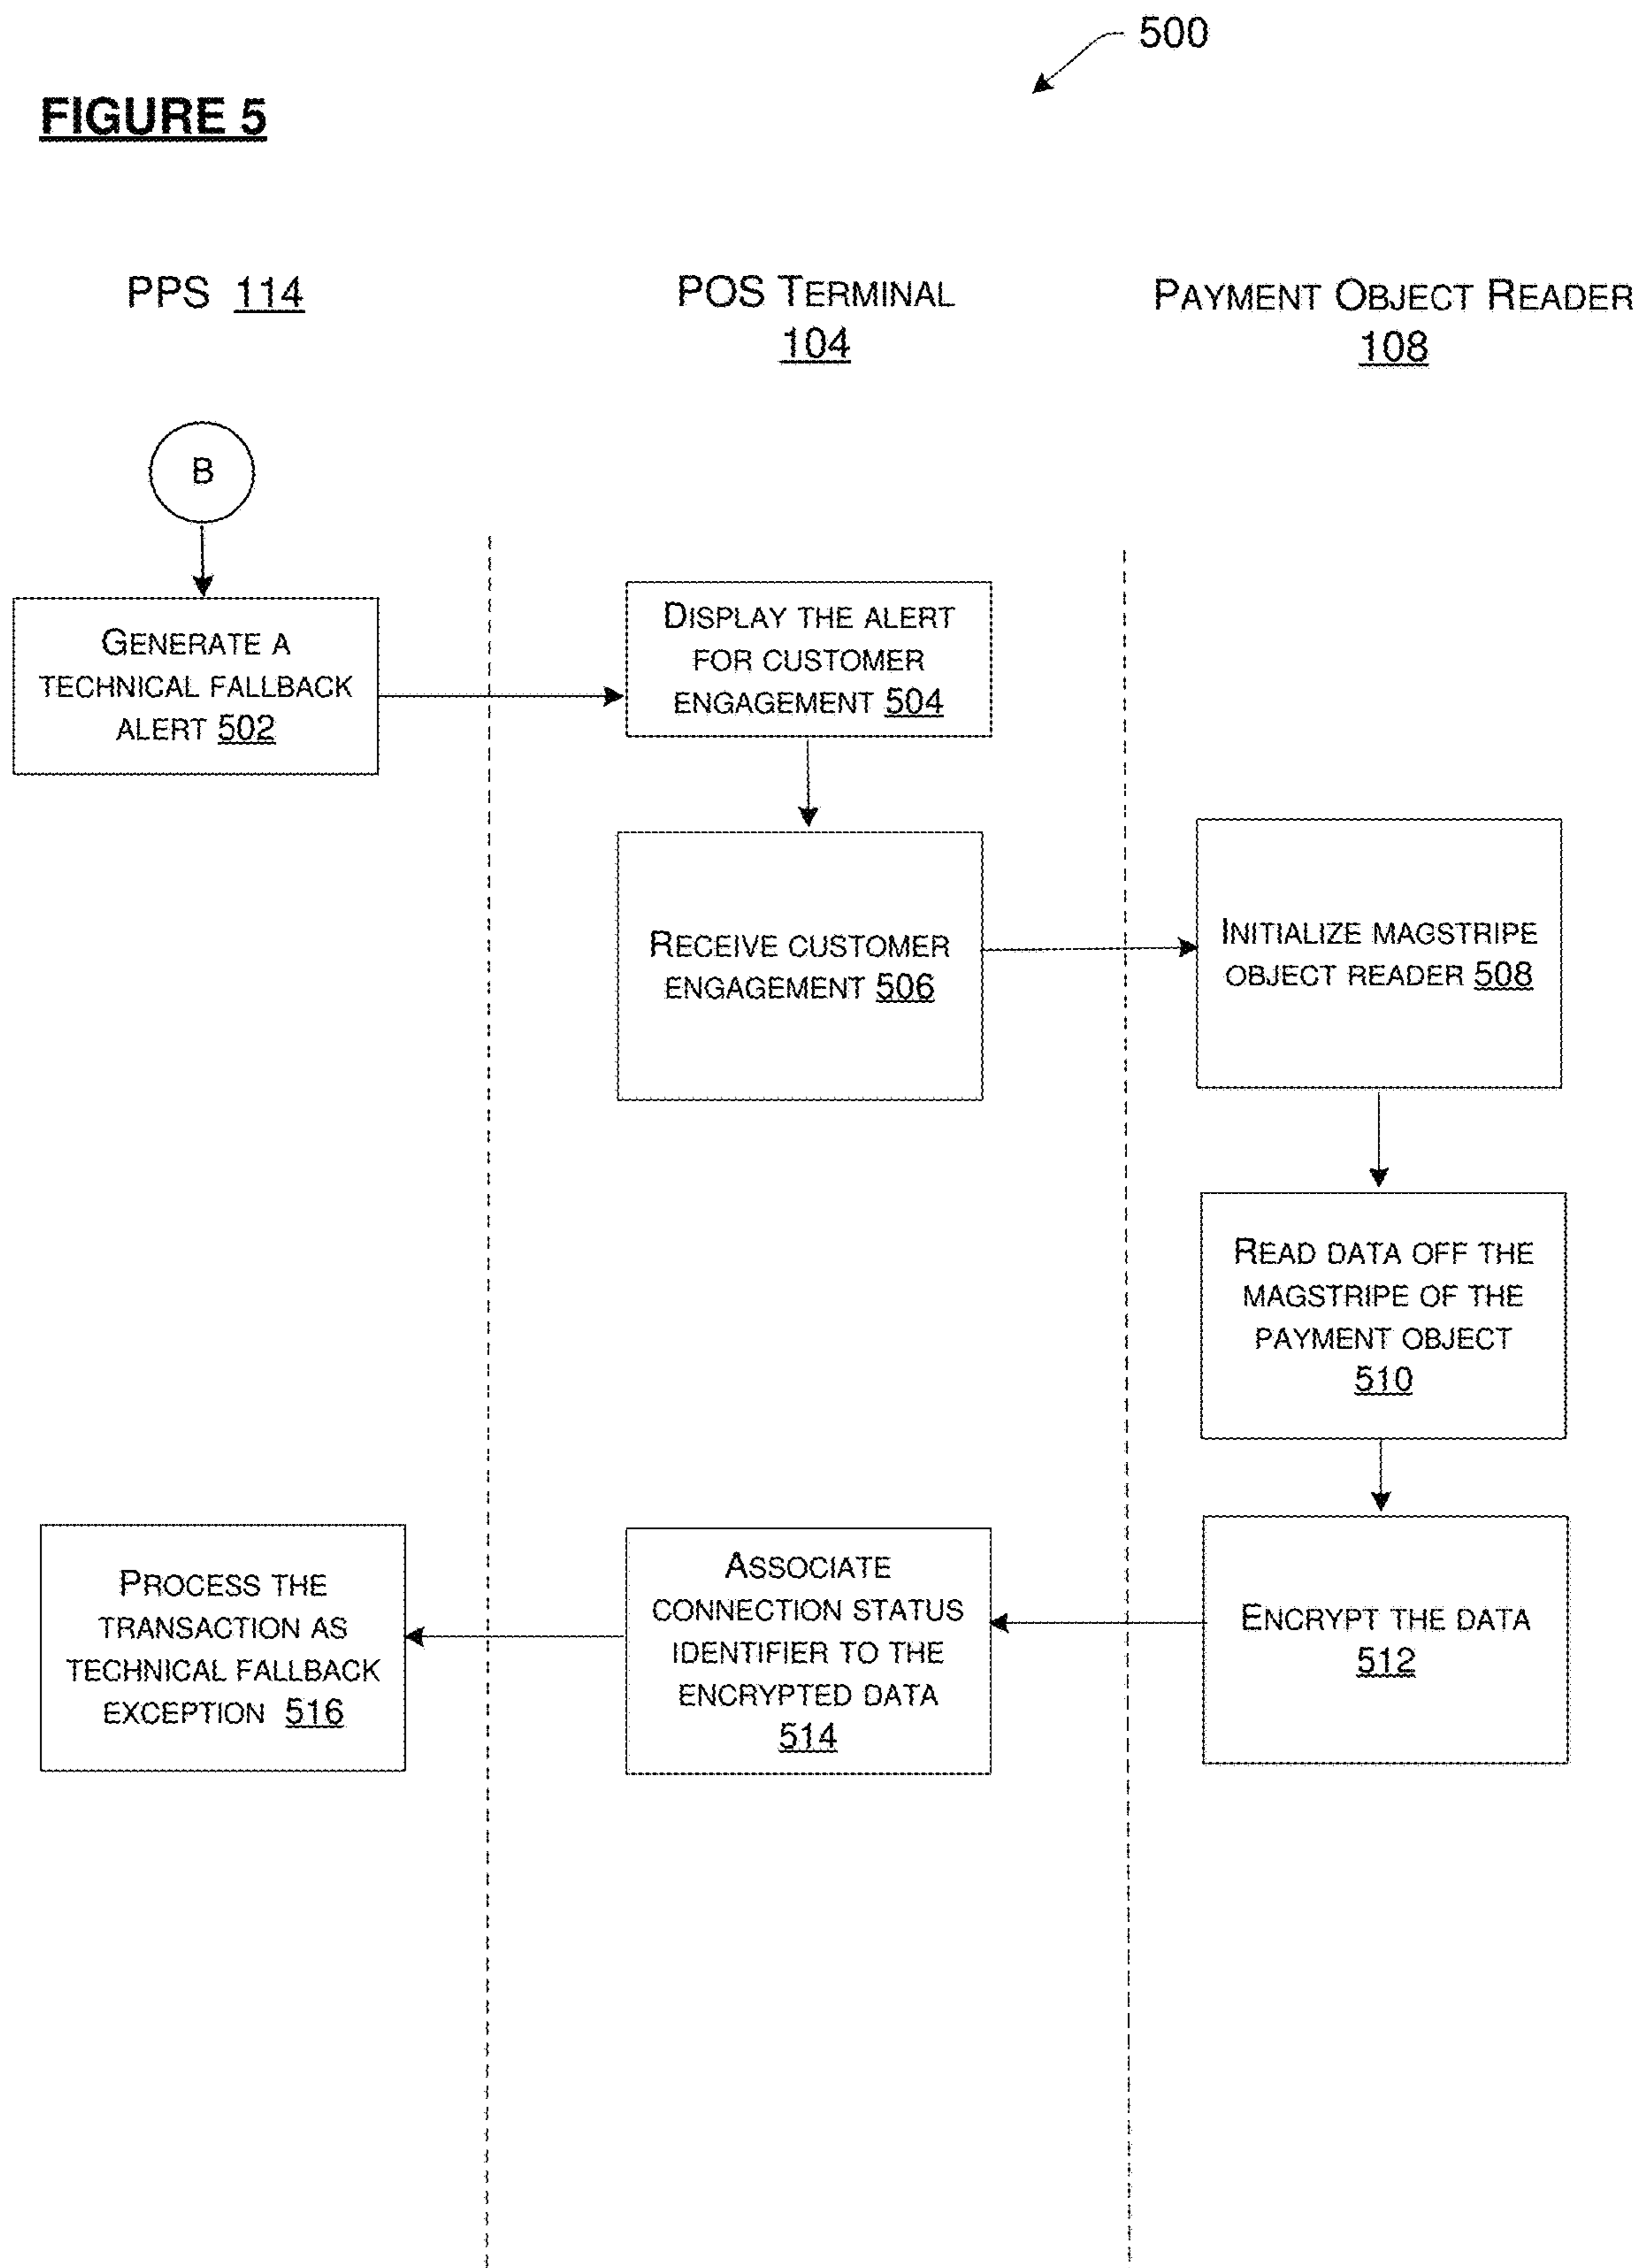 500
FIGURE 5
PPS 114
POS TERMINAL
104
PAYMENT OBJECT READER
108
B
GENERATE A
TECHNICAL FALLBACK
ALERT 502
DISPLAY THE ALERT
FOR CUSTOMER
ENGAGEMENT 504
RECEIVE CUSTOMER
ENGAGEMENT 506
INITIALIZE MAGSTRIPE
OBJECT READER 508
READ DATA OFF THE
MAGSTRIPE OF THE
PAYMENT OBJECT
510
ENCRYPT THE DATA
512
ASSOCIATE
CONNECTION STATUS
IDENTIFIER TO THE
ENCRYPTED DATA
514
PROCESS THE
TRANSACTION AS
TECHNICAL FALLBACK
EXCEPTION 516